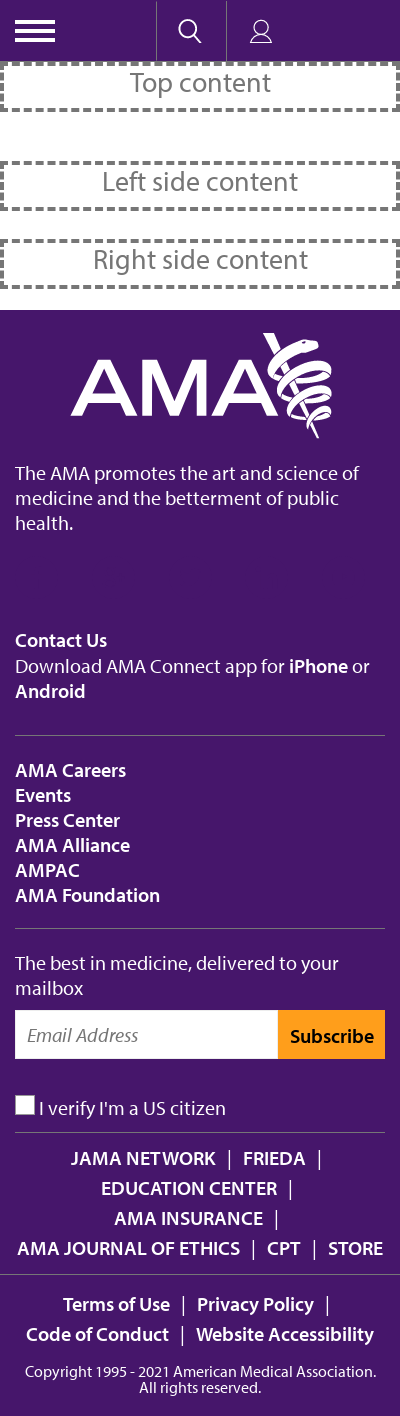 Top content
Left side content
Right side content
AMA
The AMA promotes the art and science of
medicine and the betterment of public
health.
Contact Us
Download AMA Connect app for iPhone or
Android
AMA Careers
Events
Press Center
AMA Alliance
AMPAC
AMA Foundation
The best in medicine, delivered to your
mailbox
Email Address Subscribe
I verify I'm a US citizen
JAMA NETWORK | FRIEDA |
EDUCATION CENTER |
AMA INSURANCE |
AMA JOURNAL OF ETHICS | CPT | STORE
Terms of Use | Privacy Policy |
Code of Conduct | Website Accessibility
Copyright 1995 - 2021 American Medical Association.
All rights reserved.